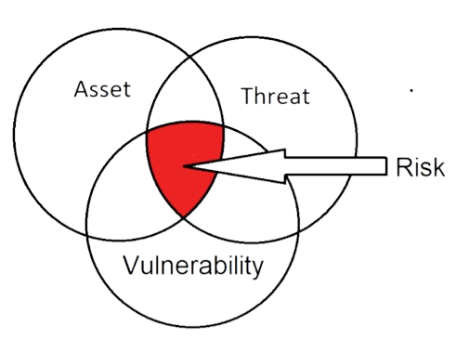 Asset
Threat
Risk
Vulnerability